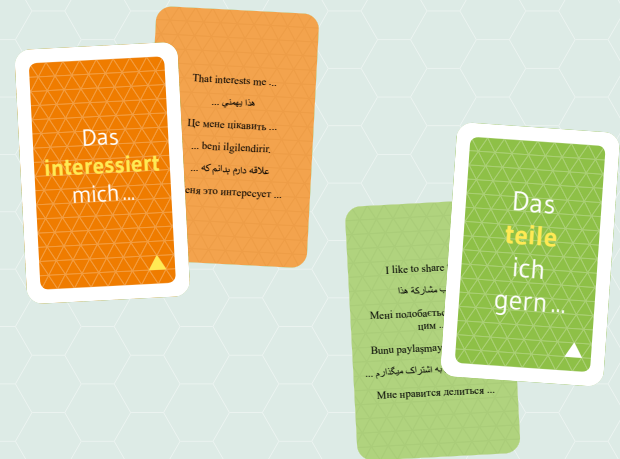 Das
interessiert
mich ...
That interests me ...
هذا يهمني ...
Це мене цікавить ...
... beni ilgilendirir.
علاقه دارم بدانم که ...
это интересует ...
Das
teile
ich
gern ...
I like to share
مشاركة هذا
Мені подобаєтьс
цим ...
Bunu paylaşmay
به اشتراک میگذارم ...
Мне нравится делиться ...